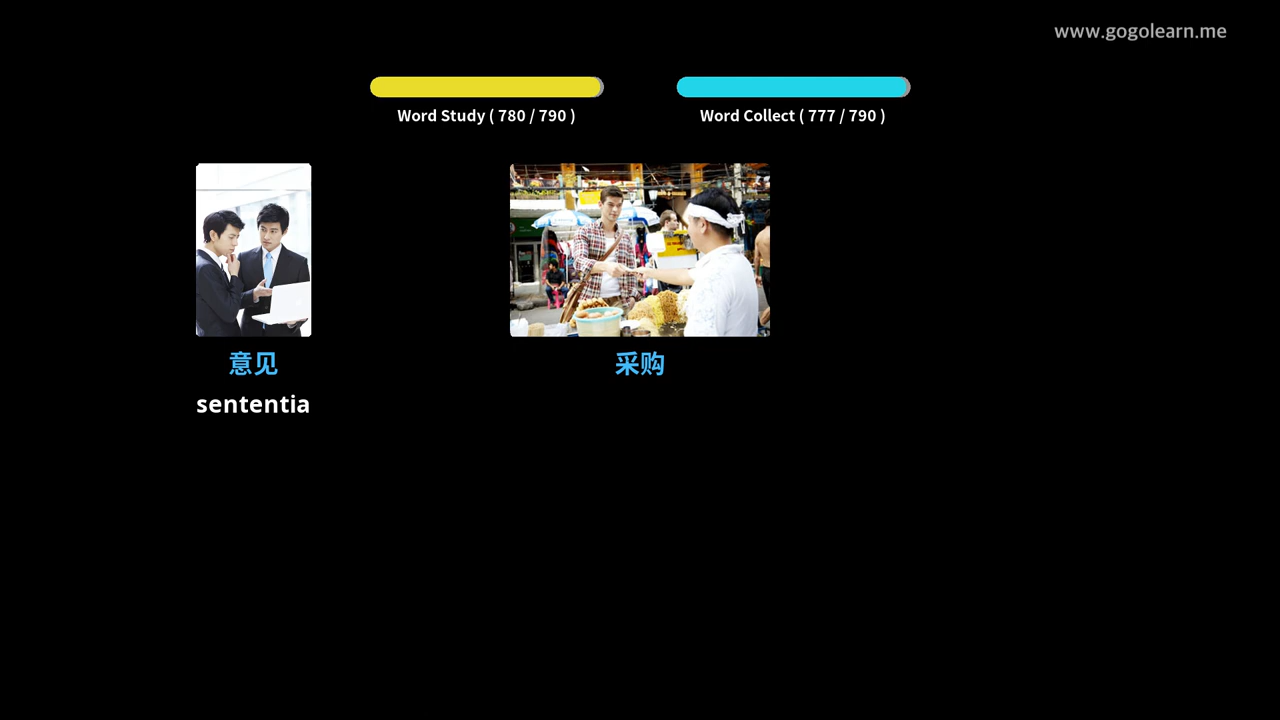 www.gogolearn.me
Word Study ( 780 / 790 )
Word Collect ( 777 / 790 )
意见
采购
sententia